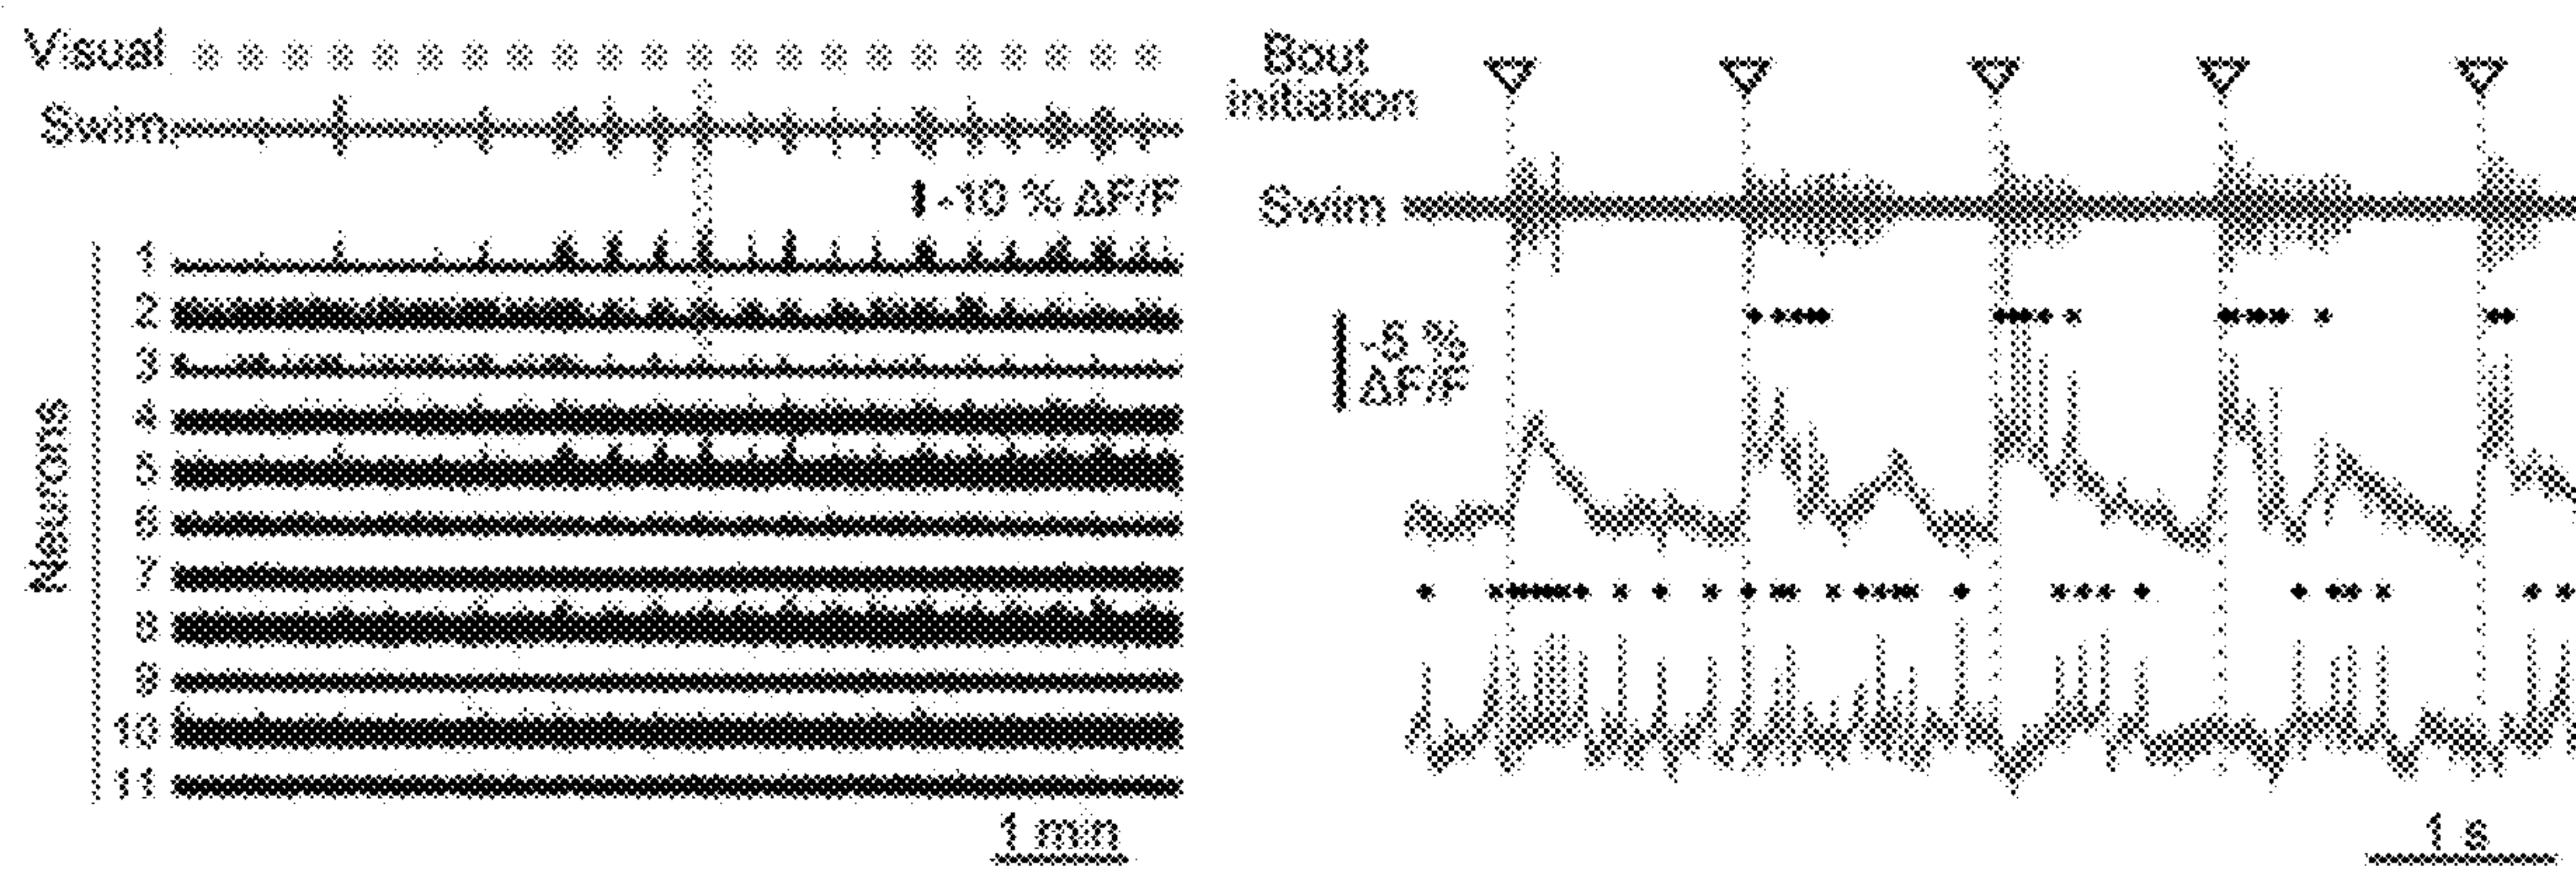 Visual
Swim
-10 % ΔF/F
Neurons
1
2
3
4
5
6
7
8
9
10
11
1 min
Bout
initiation
Swim
-5 %
ΔF/F
1 s